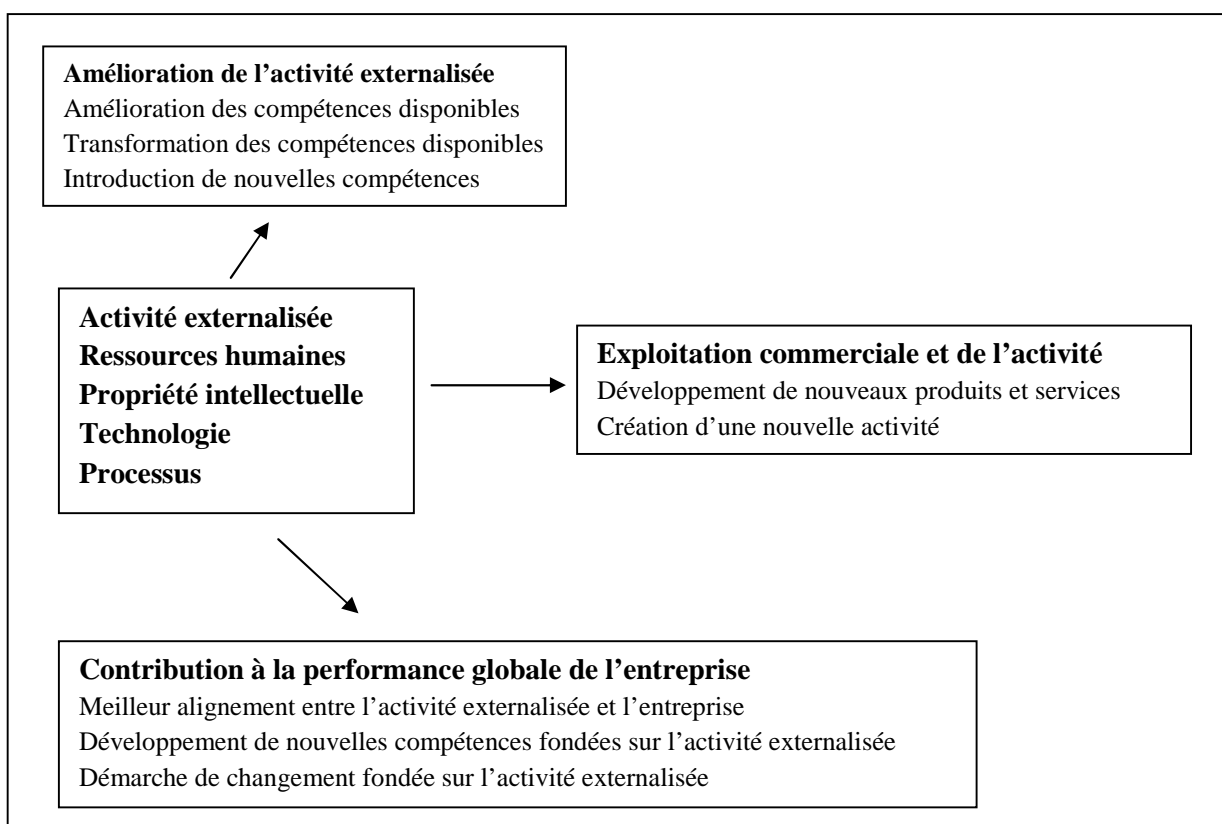 Amélioration de l’activité externalisée
Amélioration des compétences disponibles
Transformation des compétences disponibles
Introduction de nouvelles compétences
Activité externalisée
Ressources humaines
Propriété intellectuelle
Technologie
Processus
Exploitation commerciale et de l’activité
Développement de nouveaux produits et services
Création d’une nouvelle activité
Contribution à la performance globale de l’entreprise
Meilleur alignement entre l’activité externalisée et l’entreprise
Développement de nouvelles compétences fondées sur l’activité externalisée
Démarche de changement fondée sur l’activité externalisée